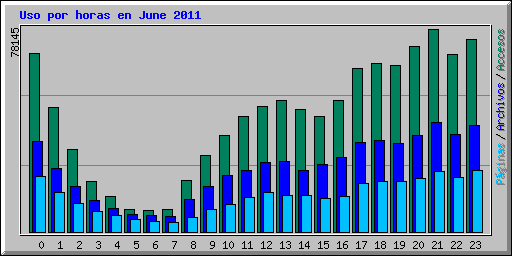 Uso por horas en June 2011
78145
Páginas / Archivos / Accesos
0 1 2 3 4 5 6 7 8 9 10 11 12 13 14 15 16 17 18 19 20 21 22 23